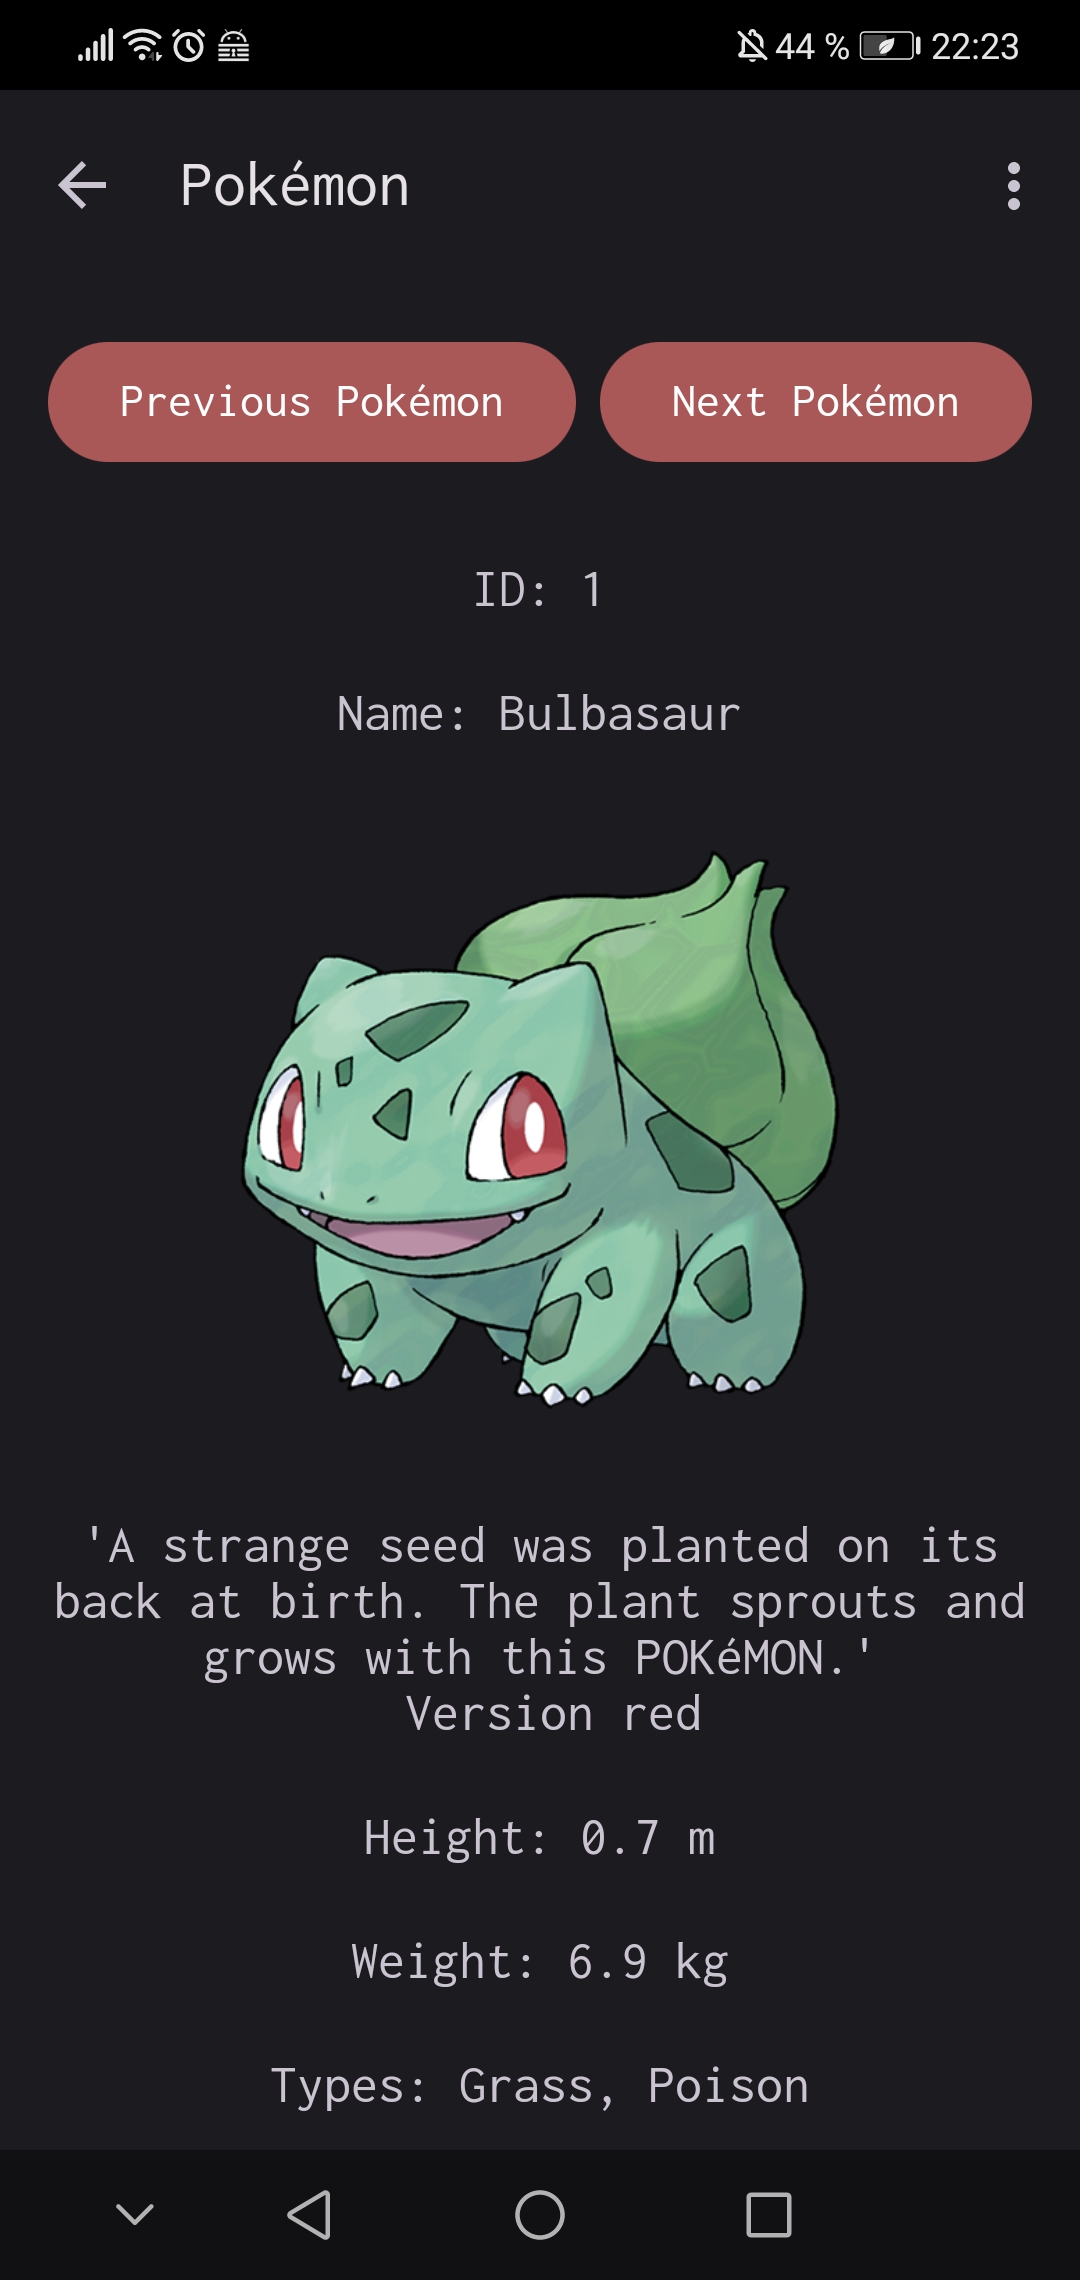 44 % 22:23
Pokémon
Previous Pokémon Next Pokémon
ID: 1
Name: Bulbasaur
'A strange seed was planted on its
back at birth. The plant sprouts and
grows with this POKéMON.'
Version red
Height: 0.7 m
Weight: 6.9 kg
Types: Grass, Poison